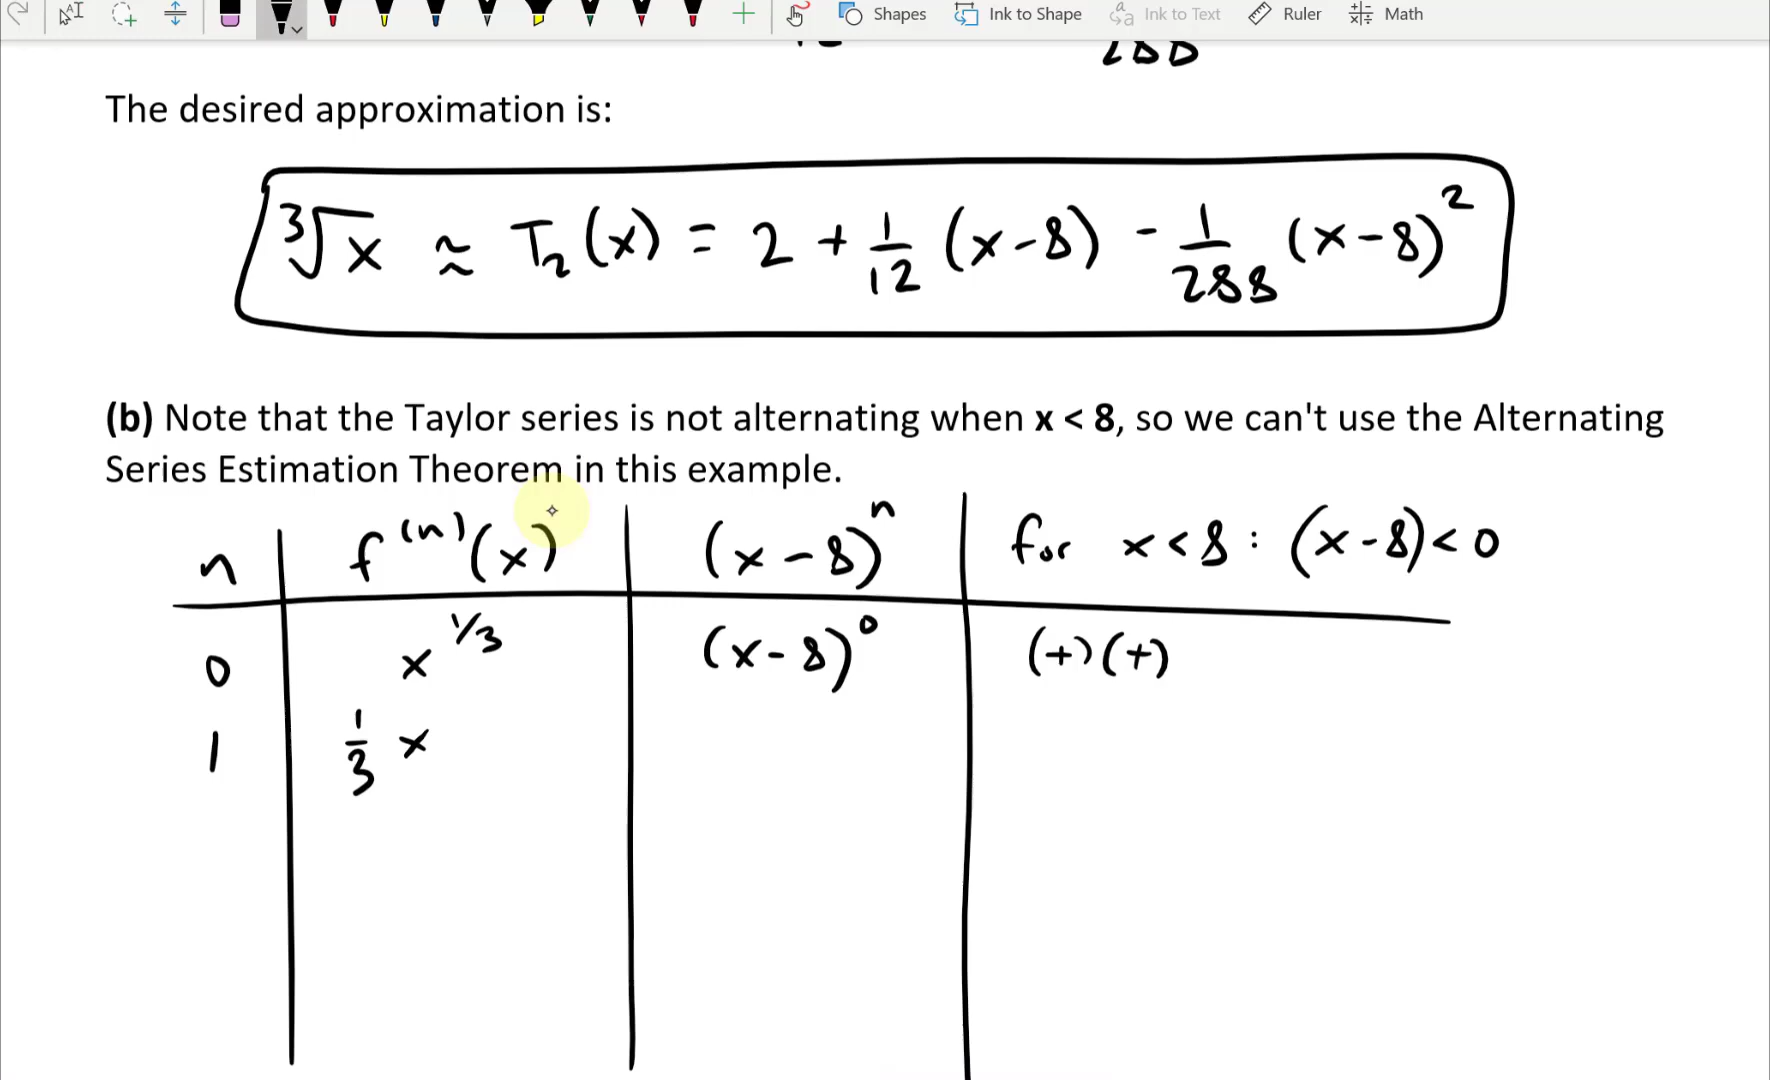 Shapes Ink to Shape Ink to Text Ruler Math
288
The desired approximation is:
∛x ≈ T₂(x) = 2 + 1/12 (x-8) - 1/288 (x-8)²
(b) Note that the Taylor series is not alternating when x < 8, so we can't use the Alternating
Series Estimation Theorem in this example.
n f⁽ⁿ⁾(x) (x-8)ⁿ for x<8: (x-8)<0
0 x^1/3 (x-8)⁰ (+)(+)
1 1/3 x